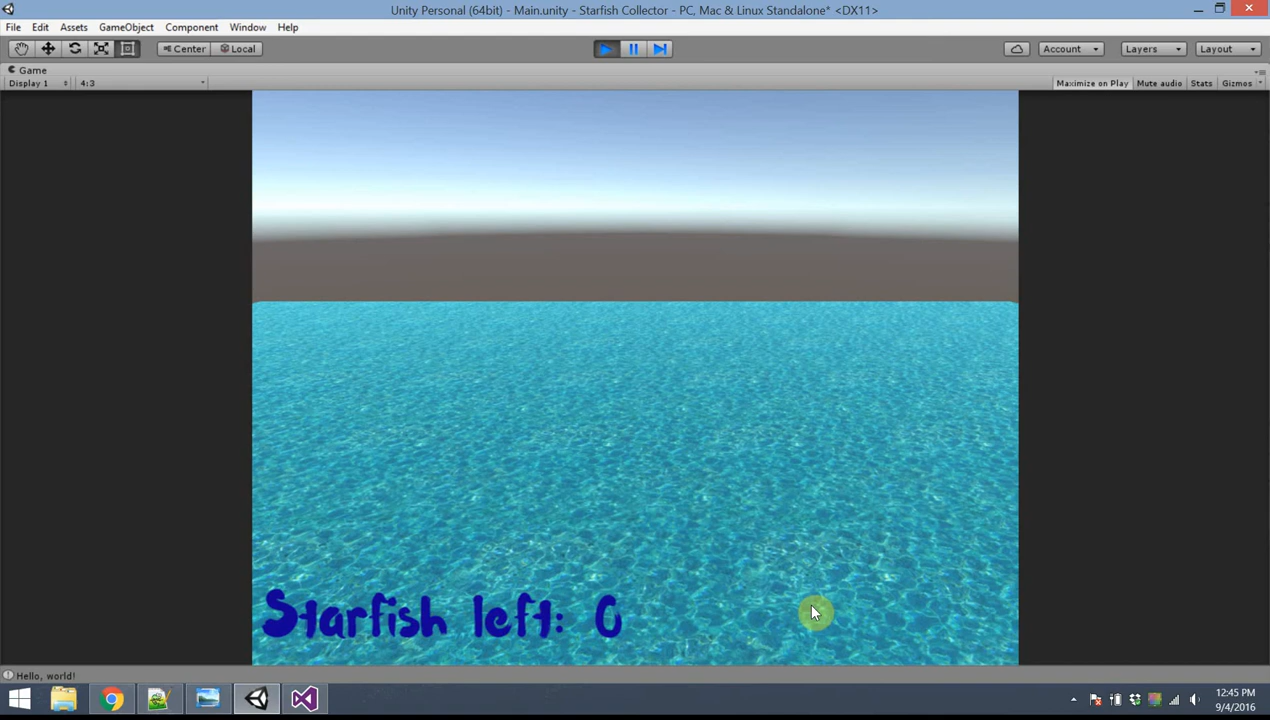 Unity Personal (64bit) - Main.unity - Starfish Collector - PC, Mac & Linux Standalone* <DX11>
File Edit Assets GameObject Component Window Help
Center Local Account Layers Layout
Game
Display 1 4:3 Maximize on Play Mute audio Stats Gizmos
Starfish left: 0
Hello, world!
12:45 PM
9/4/2016